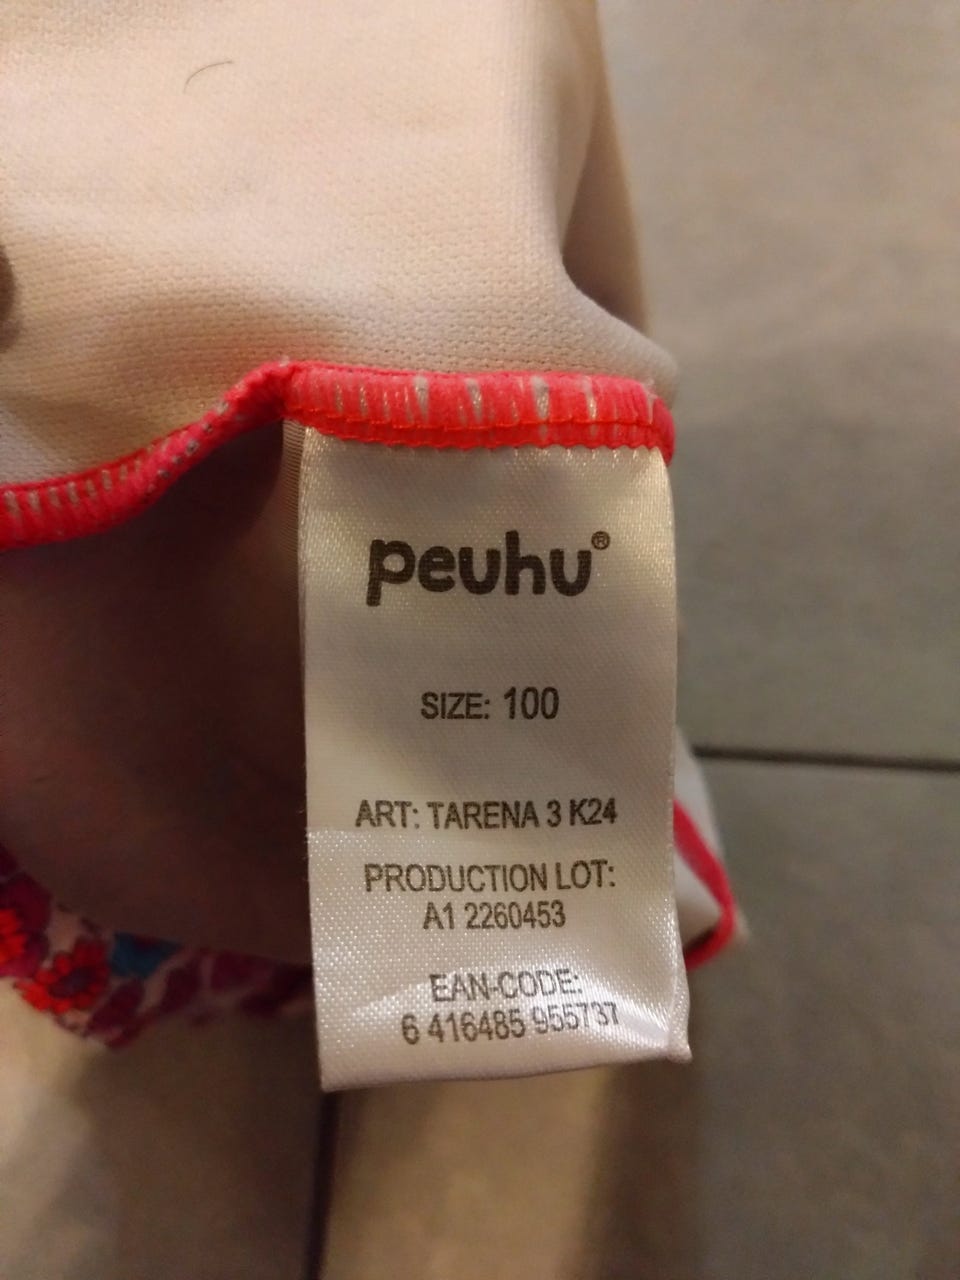 peuhu®
SIZE: 100
ART: TARENA 3 K24
PRODUCTION LOT:
A1 2260453
EAN-CODE:
6 416485 955737